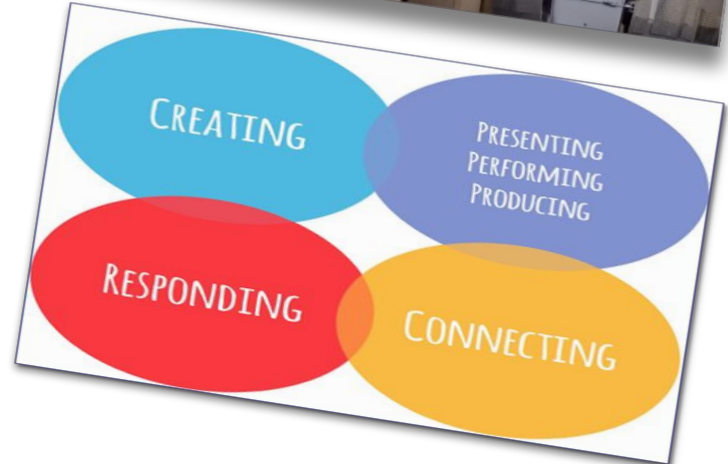 CREATING
PRESENTING
PERFORMING
PRODUCING
RESPONDING
CONNECTING